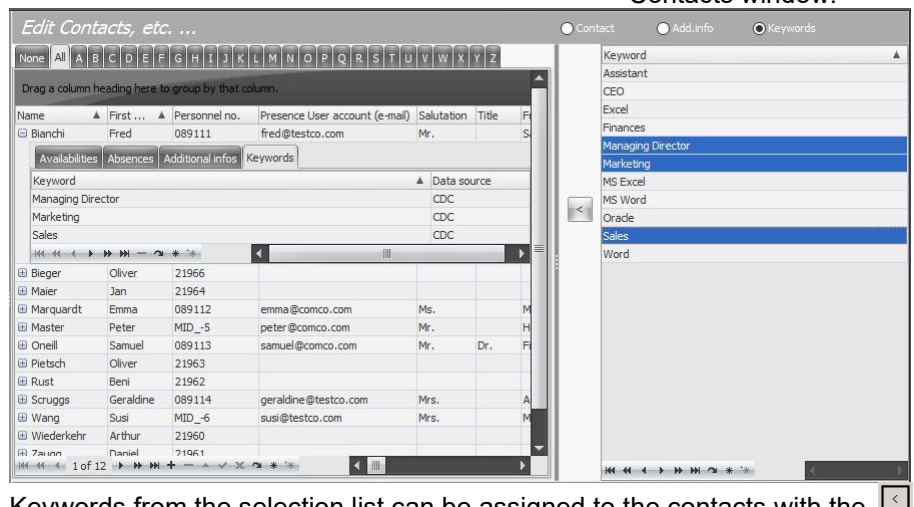 Contacts window.
Edit Contacts, etc. ...
Contact Add.info Keywords
None All A B C D E F G H I J K L M N O P Q R S T U V W X Y Z
Drag a column heading here to group by that column.
Name First ... Personnel no. Presence User account (e-mail) Salutation Title
Bianchi Fred 089111 fred@testco.com Mr.
Availabilities Absences Additional infos Keywords
Keyword Data source
Managing Director CDC
Marketing CDC
Sales CDC
Bieger Oliver 21966
Maier Jan 21964
Marquardt Emma 089112 emma@comco.com Ms. M
Master Peter MID_-5 peter@comco.com Mr. H
Oneill Samuel 089113 samuel@comco.com Mr. Dr. Fi
Pietsch Oliver 21963
Rust Beni 21962
Scruggs Geraldine 089114 geraldine@testco.com Mrs. A
Wang Susi MID_-6 susi@testco.com Mrs. M
Wiederkehr Arthur 21960
Zaugg Daniel 21961
1 of 12
Keyword
Assistant
CEO
Excel
Finances
Managing Director
Marketing
MS Excel
MS Word
Oracle
Sales
Word
<
Keywords from the selection list can be assigned to the contacts with the <